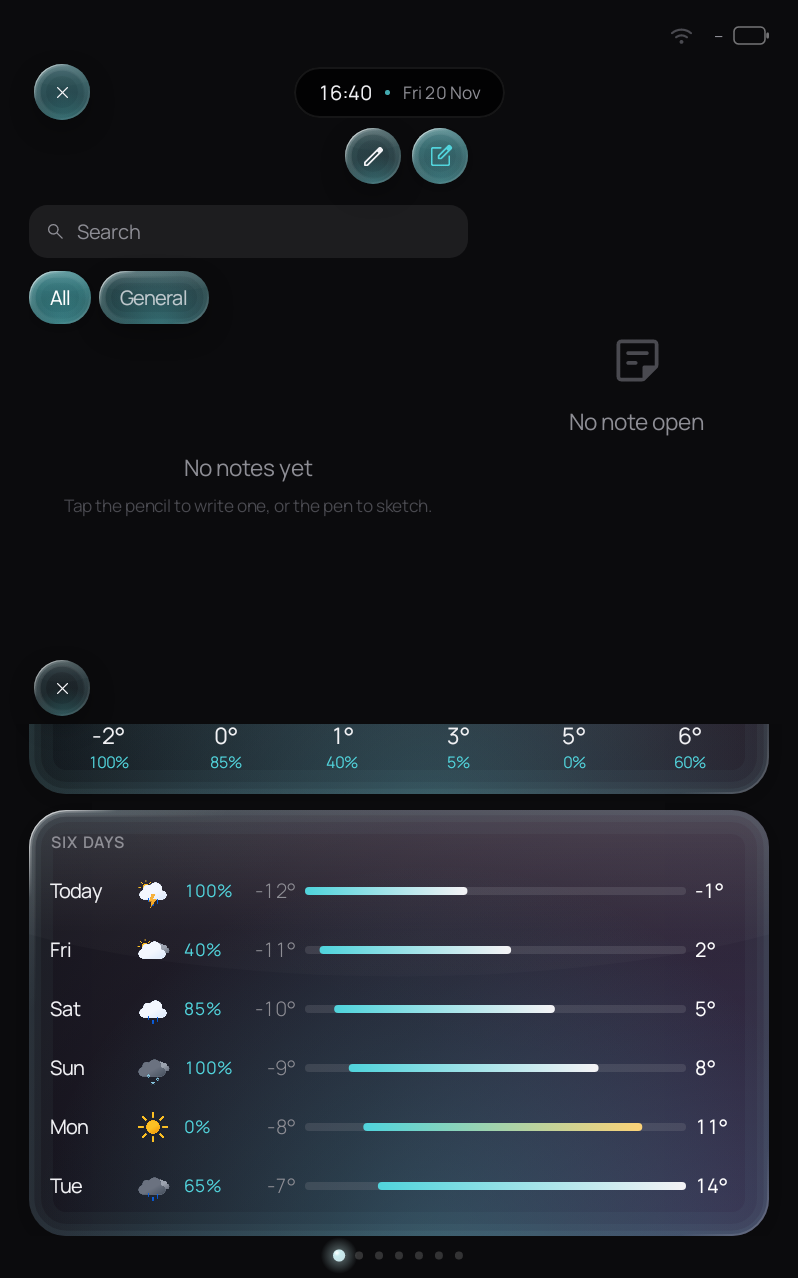 –
16:40 • Fri 20 Nov
Search
All General
No note open
No notes yet
Tap the pencil to write one, or the pen to sketch.
-2° 0° 1° 3° 5° 6°
100% 85% 40% 5% 0% 60%
SIX DAYS
Today 100% -12° -1°
Fri 40% -11° 2°
Sat 85% -10° 5°
Sun 100% -9° 8°
Mon 0% -8° 11°
Tue 65% -7° 14°